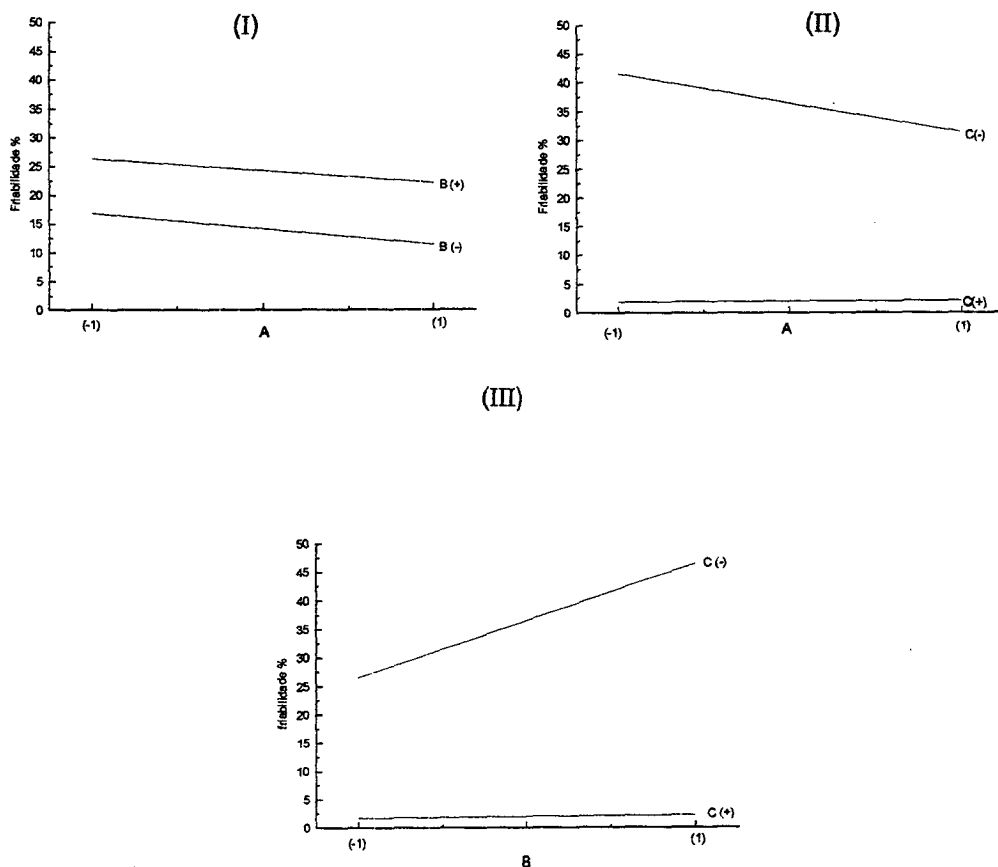 (I)
50
45
40
35
30
25
20
15
10
5
0
Friabilidade %
B (+)
B (-)
(-1)
(1)
A
(II)
50
45
40
35
30
25
20
15
10
5
0
Friabilidade %
C(-)
C(+)
(-1)
(1)
A
(III)
50
45
40
35
30
25
20
15
10
5
0
friabilidade %
C (-)
C (+)
(-1)
(1)
B